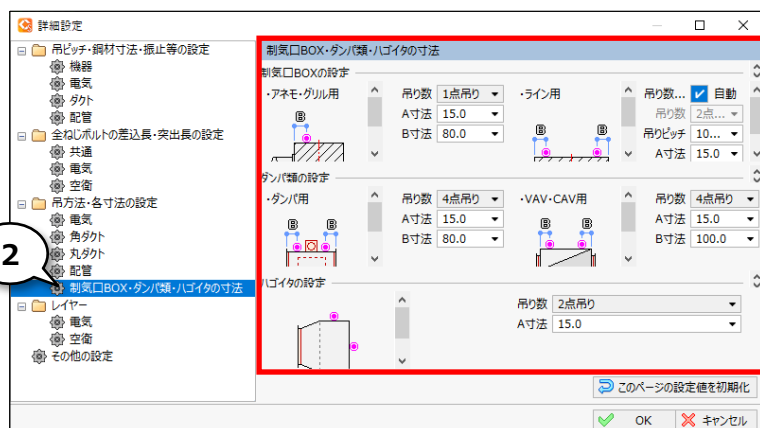 詳細設定
吊ピッチ・鋼材寸法・振止等の設定
機器
電気
ダクト
配管
全ねじボルトの差込長・突出長の設定
共通
電気
空衛
吊方法・各寸法の設定
電気
角ダクト
丸ダクト
配管
制気口BOX・ダンパ類・ハゴイタの寸法
レイヤー
電気
空衛
その他の設定
2
制気口BOX・ダンパ類・ハゴイタの寸法
制気口BOXの設定
・アネモ・グリル用
B
吊り数 1点吊り
A寸法 15.0
B寸法 80.0
・ライン用
B B
吊り数... 自動
吊り数 2点...
吊りピッチ 10...
A寸法 15.0
ダンパ類の設定
・ダンパ用
B B
吊り数 4点吊り
A寸法 15.0
B寸法 80.0
・VAV・CAV用
B B
吊り数 4点吊り
A寸法 15.0
B寸法 100.0
ハゴイタの設定
吊り数 2点吊り
A寸法 15.0
このページの設定値を初期化
OK キャンセル